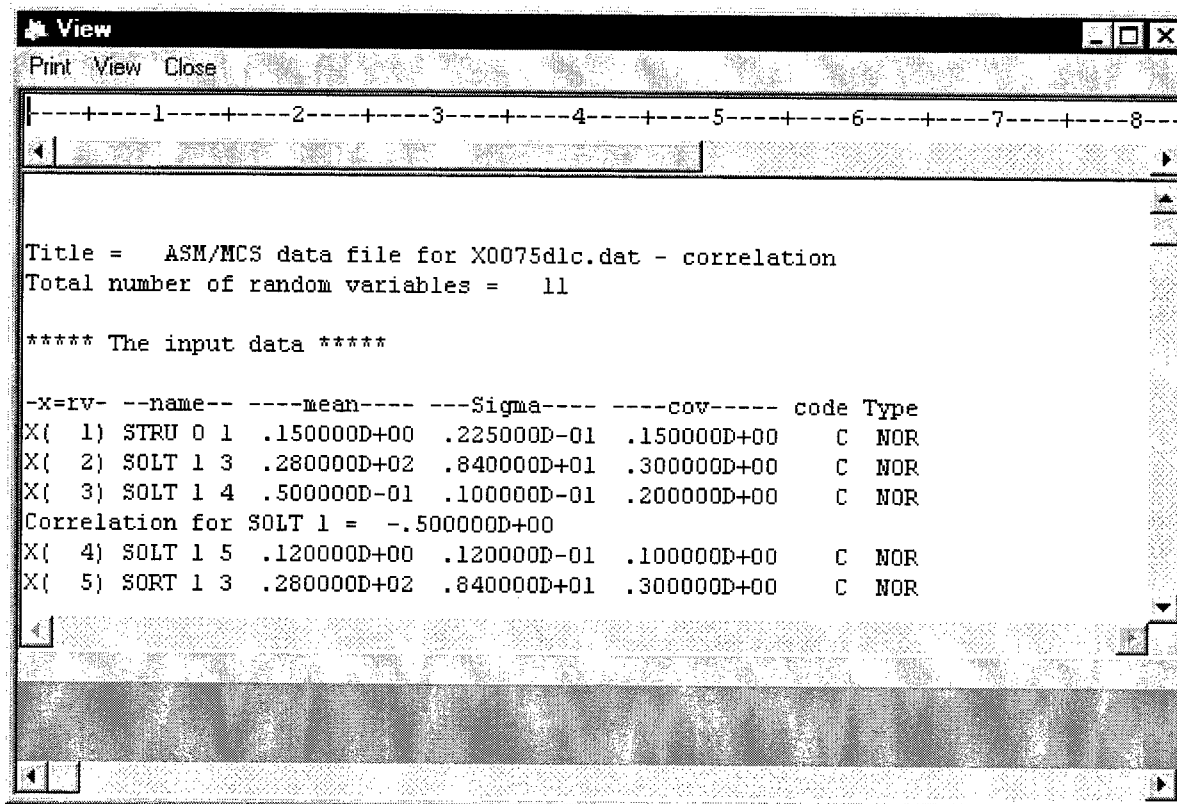 View
Print View Close
----+----1----+----2----+----3----+----4----+----5----+----6----+----7----+----8---
Title =   ASM/MCS data file for X0075dlc.dat - correlation
Total number of random variables =   11
***** The input data *****
-x=rv- --name-- ----mean---- ---Sigma---- ----cov----- code Type
X(  1) STRU 0 1  .150000D+00  .225000D-01  .150000D+00    C  NOR
X(  2) SOLT 1 3  .280000D+02  .840000D+01  .300000D+00    C  NOR
X(  3) SOLT 1 4  .500000D-01  .100000D-01  .200000D+00    C  NOR
Correlation for SOLT 1 =  -.500000D+00
X(  4) SOLT 1 5  .120000D+00  .120000D-01  .100000D+00    C  NOR
X(  5) SORT 1 3  .280000D+02  .840000D+01  .300000D+00    C  NOR